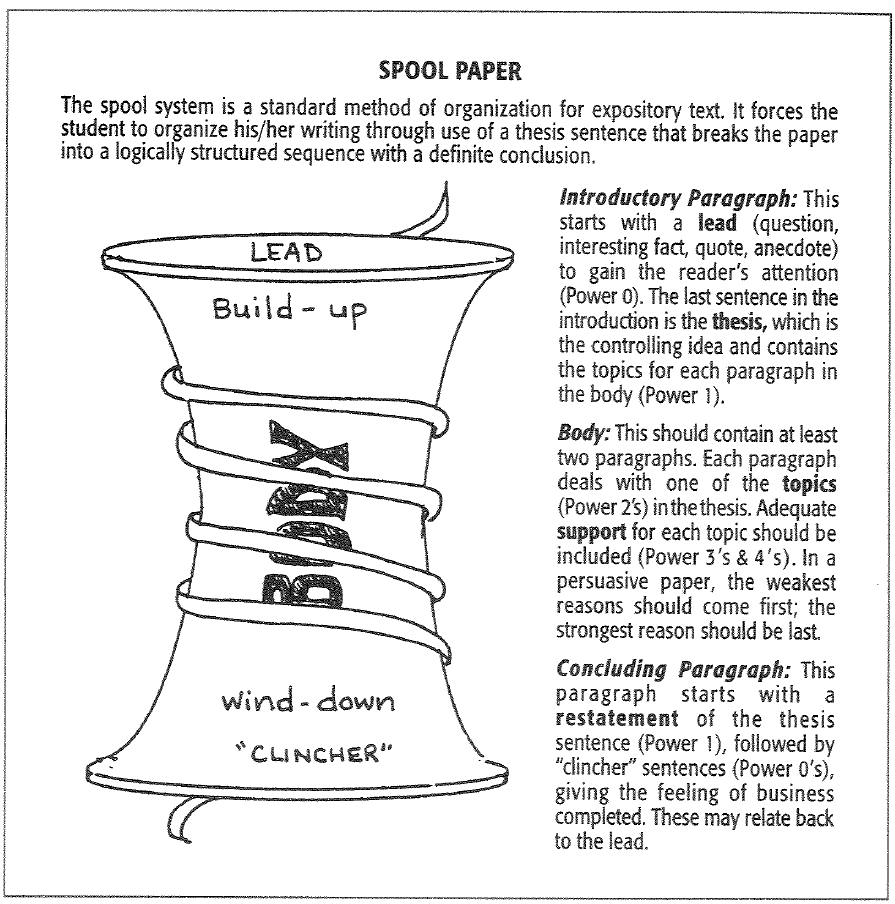 SPOOL PAPER
The spool system is a standard method of organization for expository text. It forces the
student to organize his/her writing through use of a thesis sentence that breaks the paper
into a logically structured sequence with a definite conclusion.
LEAD
Build-up
BODY
Wind-down
"CLINCHER"
Introductory Paragraph: This
starts with a lead (question,
interesting fact, quote, anecdote)
to gain the reader's attention
(Power 0). The last sentence in the
introduction is the thesis, which is
the controlling idea and contains
the topics for each paragraph in
the body (Power 1).
Body: This should contain at least
two paragraphs. Each paragraph
deals with one of the topics
(Power 2's) in the thesis. Adequate
support for each topic should be
included (Power 3's & 4's). In a
persuasive paper, the weakest
reasons should come first; the
strongest reason should be last.
Concluding Paragraph: This
paragraph starts with a
restatement of the thesis
sentence (Power 1), followed by
"clincher" sentences (Power 0's),
giving the feeling of business
completed. These may relate back
to the lead.